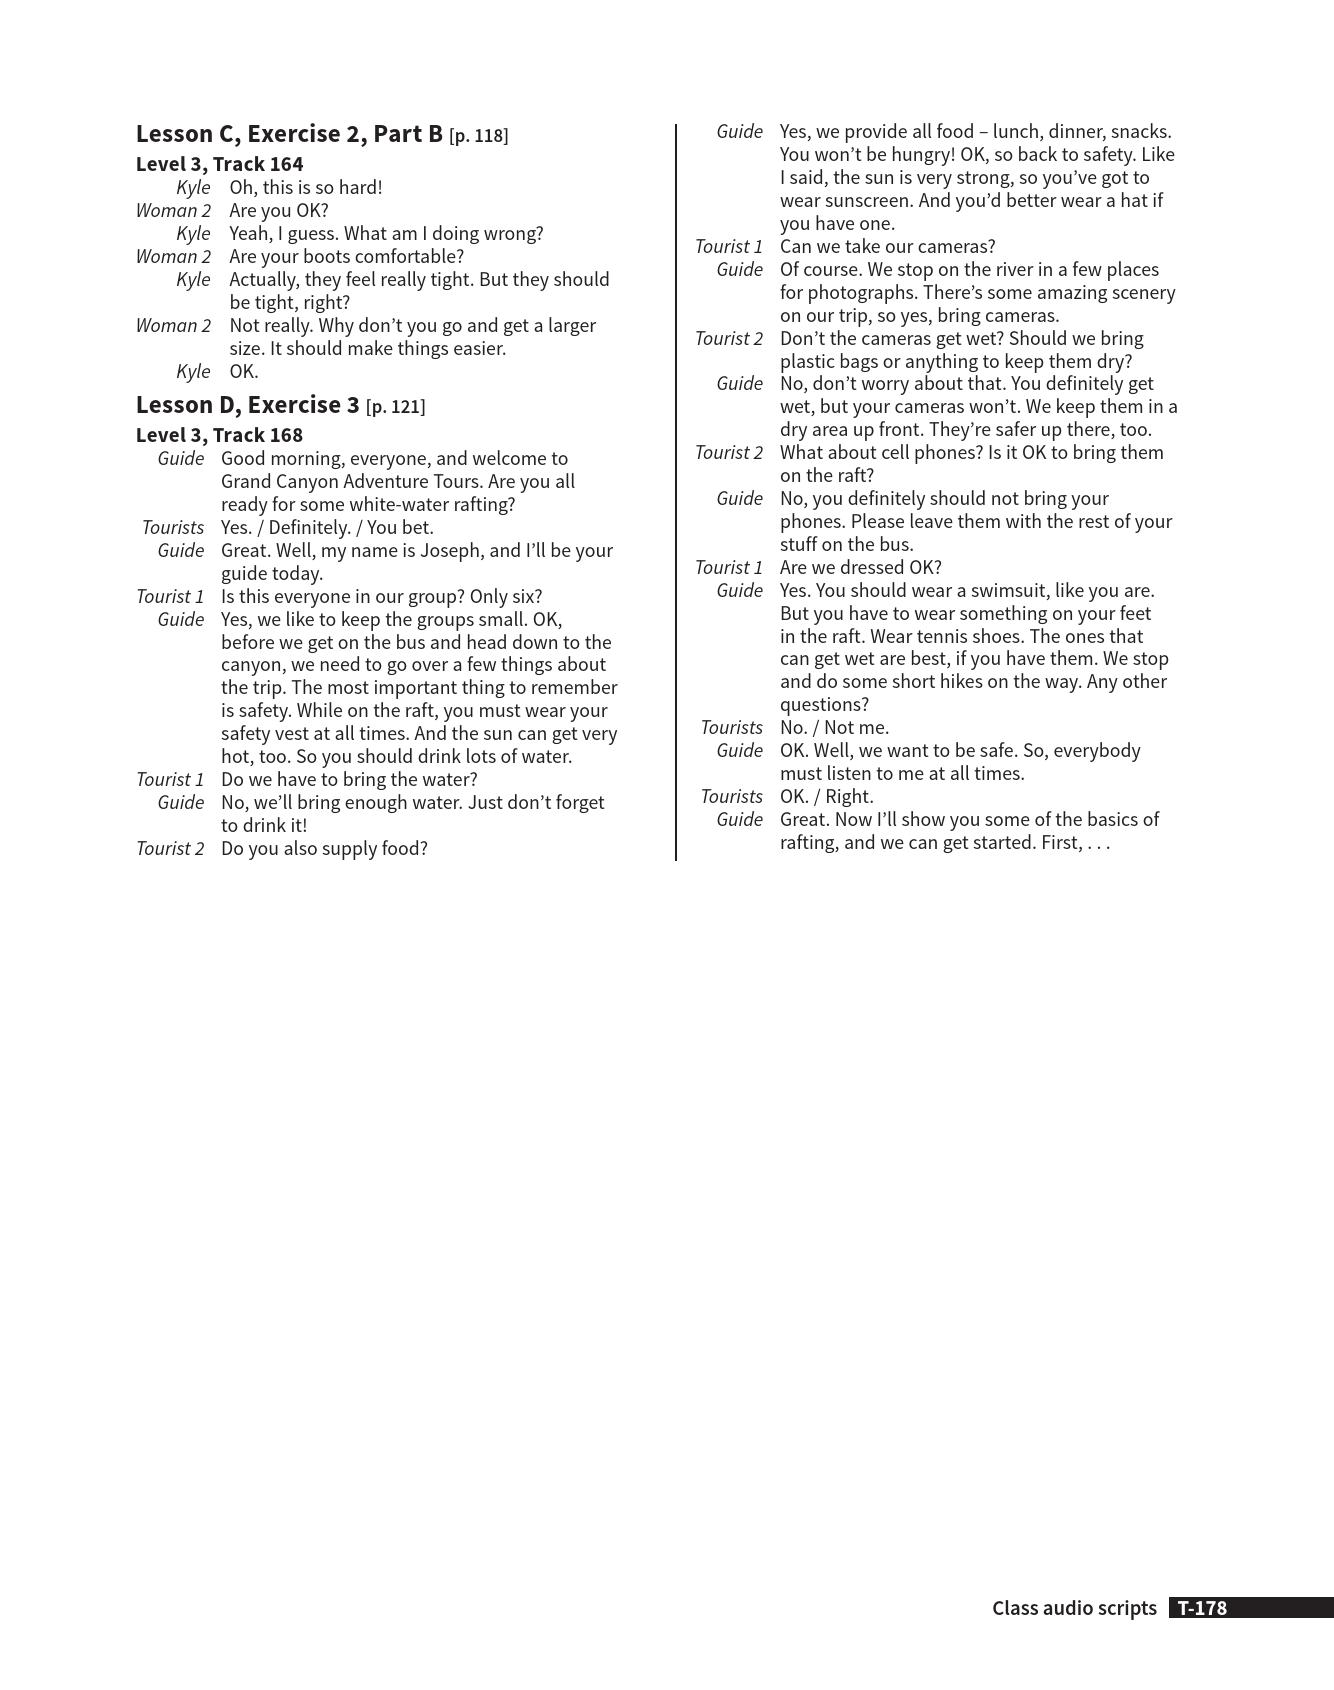 Lesson C, Exercise 2, Part B [p. 118]
Level 3, Track 164
Kyle Oh, this is so hard!
Woman 2 Are you OK?
Kyle Yeah, I guess. What am I doing wrong?
Woman 2 Are your boots comfortable?
Kyle Actually, they feel really tight. But they should
be tight, right?
Woman 2 Not really. Why don’t you go and get a larger
size. It should make things easier.
Kyle OK.
Lesson D, Exercise 3 [p. 121]
Level 3, Track 168
Guide Good morning, everyone, and welcome to
Grand Canyon Adventure Tours. Are you all
ready for some white-water rafting?
Tourists Yes. / Definitely. / You bet.
Guide Great. Well, my name is Joseph, and I’ll be your
guide today.
Tourist 1 Is this everyone in our group? Only six?
Guide Yes, we like to keep the groups small. OK,
before we get on the bus and head down to the
canyon, we need to go over a few things about
the trip. The most important thing to remember
is safety. While on the raft, you must wear your
safety vest at all times. And the sun can get very
hot, too. So you should drink lots of water.
Tourist 1 Do we have to bring the water?
Guide No, we’ll bring enough water. Just don’t forget
to drink it!
Tourist 2 Do you also supply food?
Guide Yes, we provide all food – lunch, dinner, snacks.
You won’t be hungry! OK, so back to safety. Like
I said, the sun is very strong, so you’ve got to
wear sunscreen. And you’d better wear a hat if
you have one.
Tourist 1 Can we take our cameras?
Guide Of course. We stop on the river in a few places
for photographs. There’s some amazing scenery
on our trip, so yes, bring cameras.
Tourist 2 Don’t the cameras get wet? Should we bring
plastic bags or anything to keep them dry?
Guide No, don’t worry about that. You definitely get
wet, but your cameras won’t. We keep them in a
dry area up front. They’re safer up there, too.
Tourist 2 What about cell phones? Is it OK to bring them
on the raft?
Guide No, you definitely should not bring your
phones. Please leave them with the rest of your
stuff on the bus.
Tourist 1 Are we dressed OK?
Guide Yes. You should wear a swimsuit, like you are.
But you have to wear something on your feet
in the raft. Wear tennis shoes. The ones that
can get wet are best, if you have them. We stop
and do some short hikes on the way. Any other
questions?
Tourists No. / Not me.
Guide OK. Well, we want to be safe. So, everybody
must listen to me at all times.
Tourists OK. / Right.
Guide Great. Now I’ll show you some of the basics of
rafting, and we can get started. First, . . .
Class audio scripts T-178